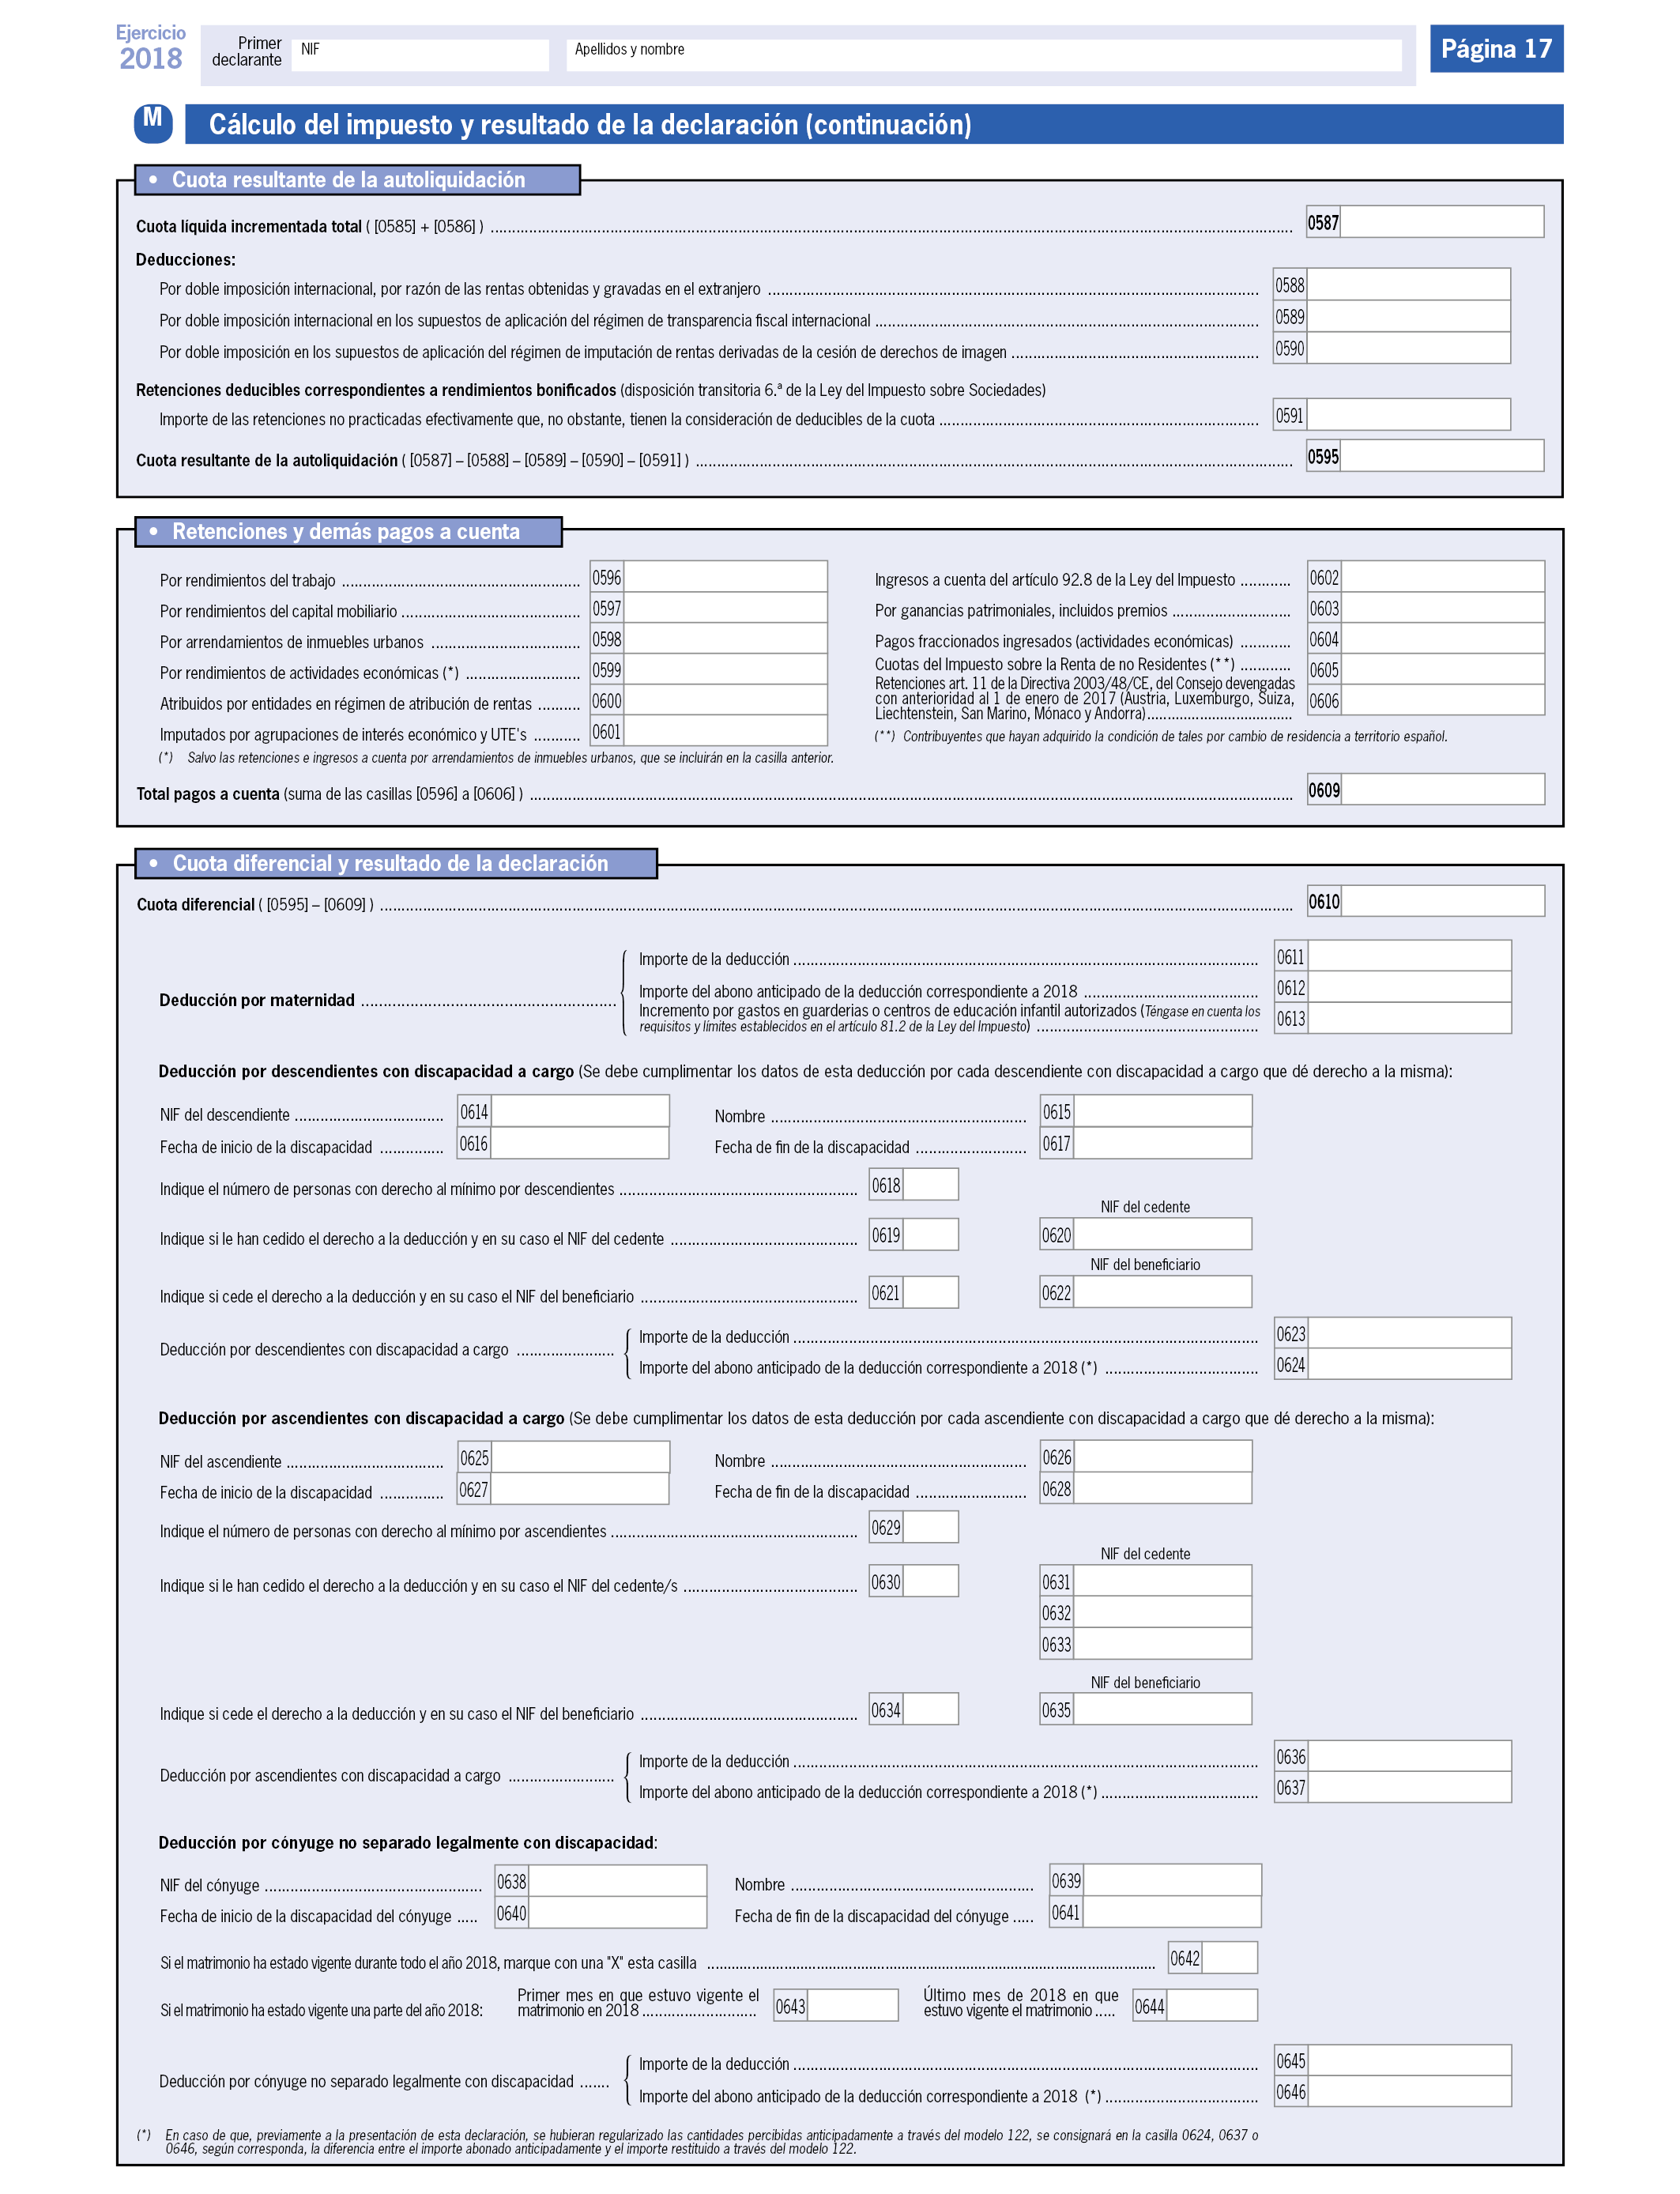 Ejercicio
2018
Primer
declarante
NIF
Apellidos y nombre
Página 17
M
Cálculo del impuesto y resultado de la declaración (continuación)
• Cuota resultante de la autoliquidación
Cuota líquida incrementada total ( [0585] + [0586] ) 0587
Deducciones:
Por doble imposición internacional, por razón de las rentas obtenidas y gravadas en el extranjero 0588
Por doble imposición internacional en los supuestos de aplicación del régimen de transparencia fiscal internacional 0589
Por doble imposición en los supuestos de aplicación del régimen de imputación de rentas derivadas de la cesión de derechos de imagen 0590
Retenciones deducibles correspondientes a rendimientos bonificados (disposición transitoria 6.ª de la Ley del Impuesto sobre Sociedades)
Importe de las retenciones no practicadas efectivamente que, no obstante, tienen la consideración de deducibles de la cuota 0591
Cuota resultante de la autoliquidación ( [0587] – [0588] – [0589] – [0590] – [0591] ) 0595
• Retenciones y demás pagos a cuenta
Por rendimientos del trabajo 0596
Por rendimientos del capital mobiliario 0597
Por arrendamientos de inmuebles urbanos 0598
Por rendimientos de actividades económicas (*) 0599
Atribuidos por entidades en régimen de atribución de rentas 0600
Imputados por agrupaciones de interés económico y UTE's 0601
(*) Salvo las retenciones e ingresos a cuenta por arrendamientos de inmuebles urbanos, que se incluirán en la casilla anterior.
Ingresos a cuenta del artículo 92.8 de la Ley del Impuesto 0602
Por ganancias patrimoniales, incluidos premios 0603
Pagos fraccionados ingresados (actividades económicas) 0604
Cuotas del Impuesto sobre la Renta de no Residentes (**) 0605
Retenciones art. 11 de la Directiva 2003/48/CE, del Consejo devengadas
con anterioridad al 1 de enero de 2017 (Austria, Luxemburgo, Suiza,
Liechtenstein, San Marino, Mónaco y Andorra) 0606
(**) Contribuyentes que hayan adquirido la condición de tales por cambio de residencia a territorio español.
Total pagos a cuenta (suma de las casillas [0596] a [0606] ) 0609
• Cuota diferencial y resultado de la declaración
Cuota diferencial ( [0595] – [0609] ) 0610
Deducción por maternidad
Importe de la deducción 0611
Importe del abono anticipado de la deducción correspondiente a 2018 0612
Incremento por gastos en guarderias o centros de educación infantil autorizados (Téngase en cuenta los
requisitos y límites establecidos en el artículo 81.2 de la Ley del Impuesto) 0613
Deducción por descendientes con discapacidad a cargo (Se debe cumplimentar los datos de esta deducción por cada descendiente con discapacidad a cargo que dé derecho a la misma):
NIF del descendiente 0614 Nombre 0615
Fecha de inicio de la discapacidad 0616 Fecha de fin de la discapacidad 0617
Indique el número de personas con derecho al mínimo por descendientes 0618
NIF del cedente
Indique si le han cedido el derecho a la deducción y en su caso el NIF del cedente 0619 0620
NIF del beneficiario
Indique si cede el derecho a la deducción y en su caso el NIF del beneficiario 0621 0622
Deducción por descendientes con discapacidad a cargo
Importe de la deducción 0623
Importe del abono anticipado de la deducción correspondiente a 2018 (*) 0624
Deducción por ascendientes con discapacidad a cargo (Se debe cumplimentar los datos de esta deducción por cada ascendiente con discapacidad a cargo que dé derecho a la misma):
NIF del ascendiente 0625 Nombre 0626
Fecha de inicio de la discapacidad 0627 Fecha de fin de la discapacidad 0628
Indique el número de personas con derecho al mínimo por ascendientes 0629
NIF del cedente
Indique si le han cedido el derecho a la deducción y en su caso el NIF del cedente/s 0630 0631
0632
0633
NIF del beneficiario
Indique si cede el derecho a la deducción y en su caso el NIF del beneficiario 0634 0635
Deducción por ascendientes con discapacidad a cargo
Importe de la deducción 0636
Importe del abono anticipado de la deducción correspondiente a 2018 (*) 0637
Deducción por cónyuge no separado legalmente con discapacidad:
NIF del cónyuge 0638 Nombre 0639
Fecha de inicio de la discapacidad del cónyuge 0640 Fecha de fin de la discapacidad del cónyuge 0641
Si el matrimonio ha estado vigente durante todo el año 2018, marque con una "X" esta casilla 0642
Si el matrimonio ha estado vigente una parte del año 2018:
Primer mes en que estuvo vigente el
matrimonio en 2018 0643
Último mes de 2018 en que
estuvo vigente el matrimonio 0644
Deducción por cónyuge no separado legalmente con discapacidad
Importe de la deducción 0645
Importe del abono anticipado de la deducción correspondiente a 2018 (*) 0646
(*) En caso de que, previamente a la presentación de esta declaración, se hubieran regularizado las cantidades percibidas anticipadamente a través del modelo 122, se consignará en la casilla 0624, 0637 o
0646, según corresponda, la diferencia entre el importe abonado anticipadamente y el importe restituido a través del modelo 122.